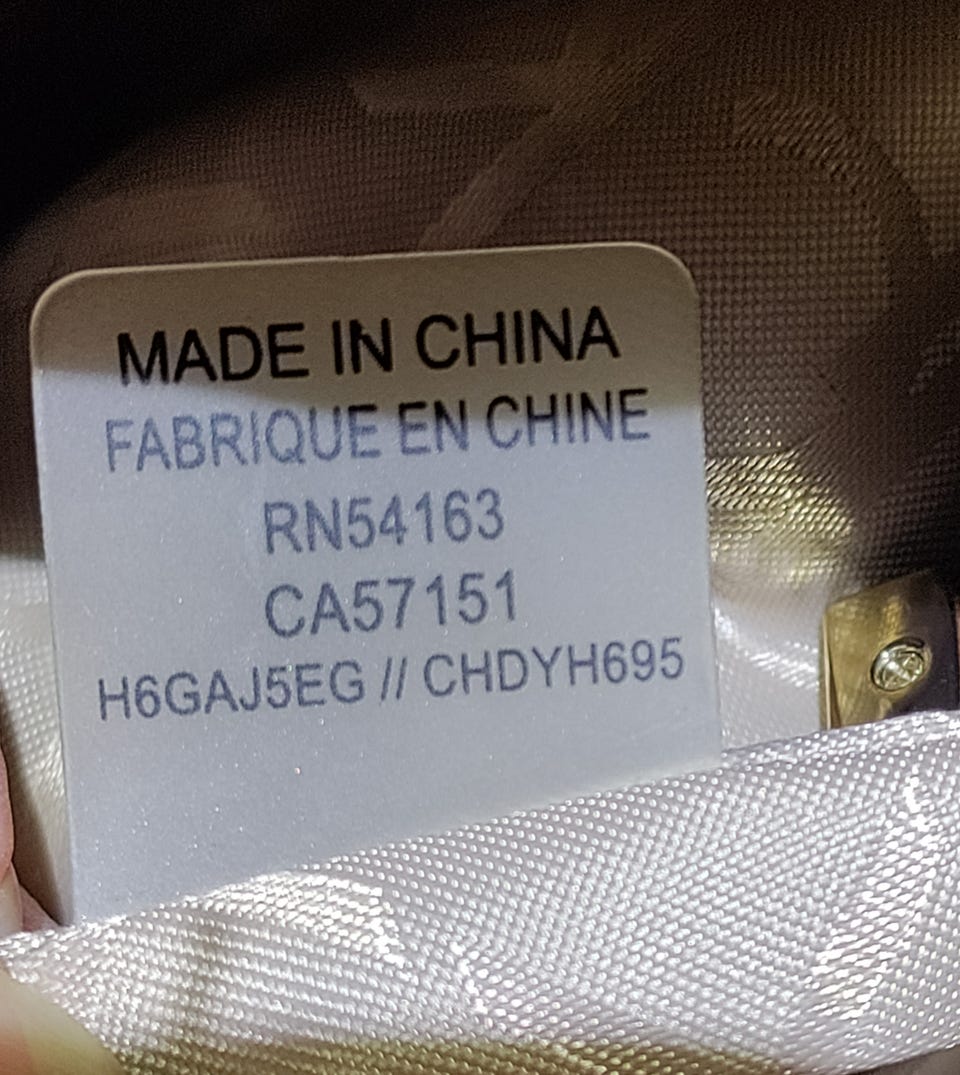 MADE IN CHINA
FABRIQUE EN CHINE
RN54163
CA57151
H6GAJ5EG // CHDYH695